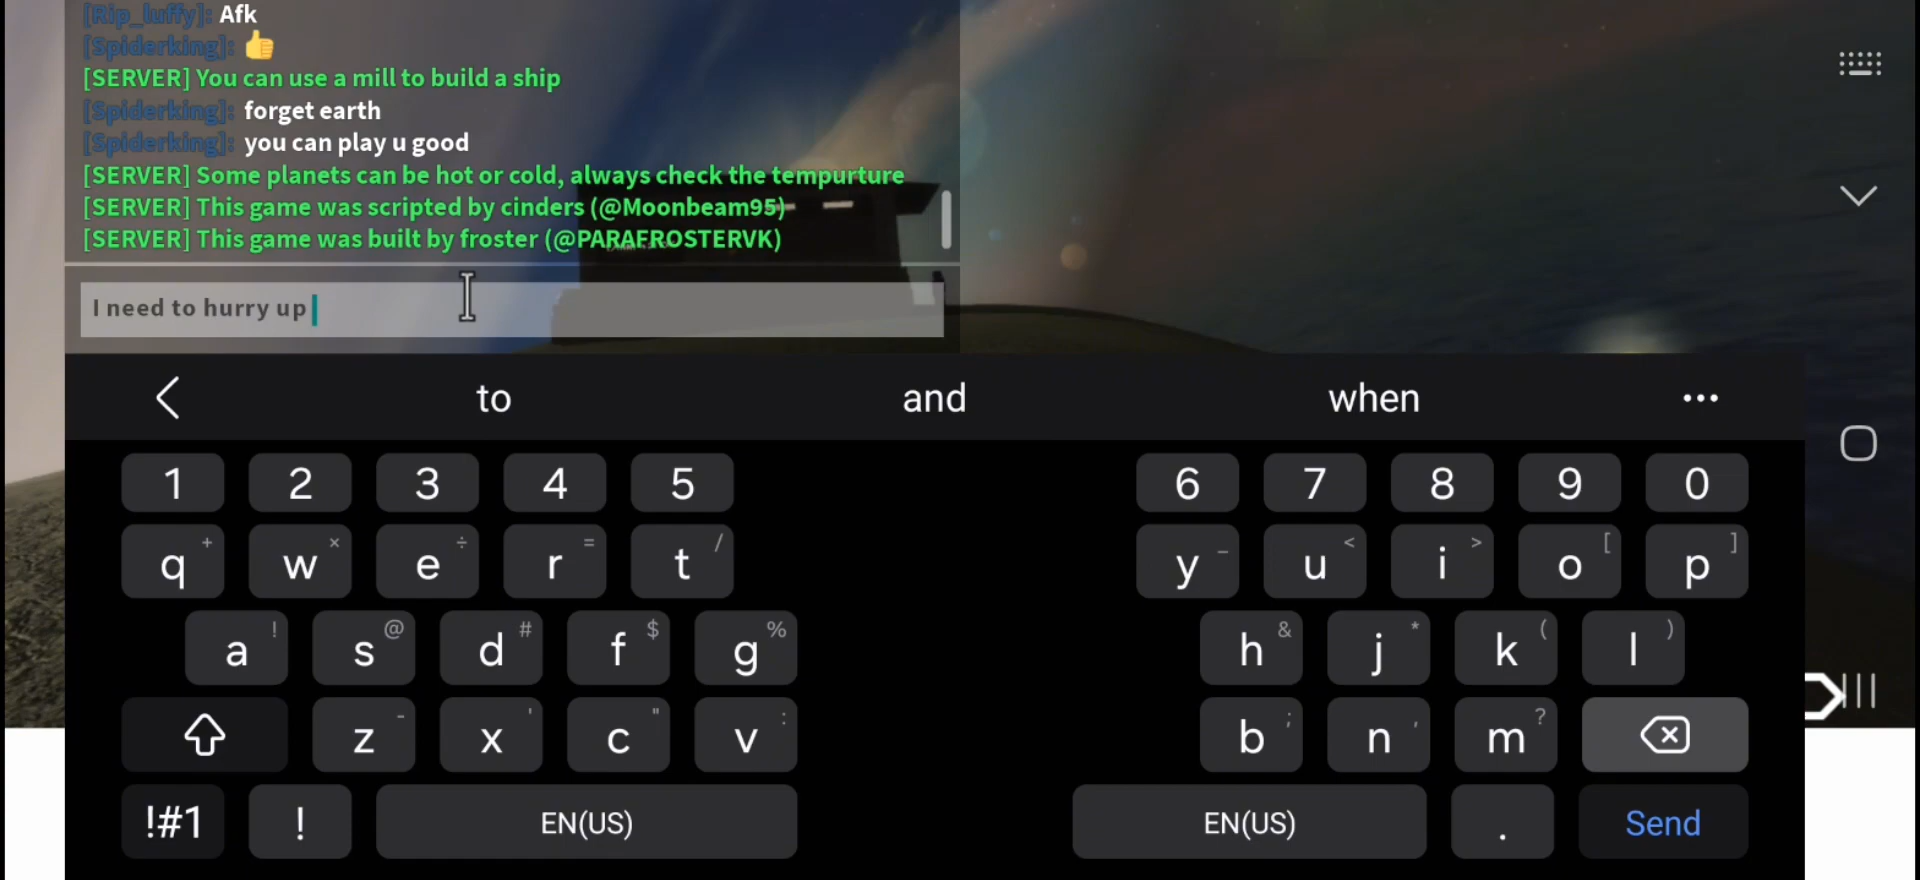 [Rip_luffy]: Afk
[Spiderking]: 👍
[SERVER] You can use a mill to build a ship
[Spiderking]: forget earth
[Spiderking]: you can play u good
[SERVER] Some planets can be hot or cold, always check the tempurture
[SERVER] This game was scripted by cinders (@Moonbeam95)
[SERVER] This game was built by froster (@PARAFROSTERVK)
I need to hurry up
to and when
1 2 3 4 5 6 7 8 9 0
q + w × e ÷ r = t / y _ u < i > o [ p ]
a ! s @ d # f $ g % h & j * k ( l )
z - x ' c " v : b ; n , m ?
!#1 ! EN(US) EN(US) . Send